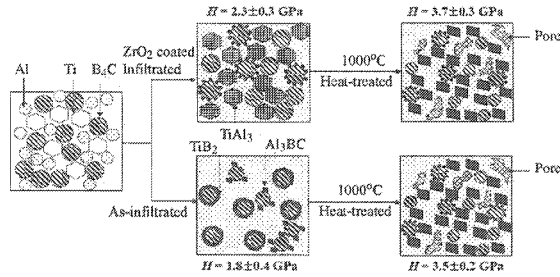 H = 2.3±0.3 GPa
H = 3.7±0.3 GPa
ZrO₂ coated
Infiltrated
1000°C
Heat-treated
Pore
Al
Ti
B₄C
TiAl₃
TiB₂
Al₃BC
As-infiltrated
1000°C
Heat-treated
Pore
H = 1.8±0.4 GPa
H = 3.5±0.2 GPa